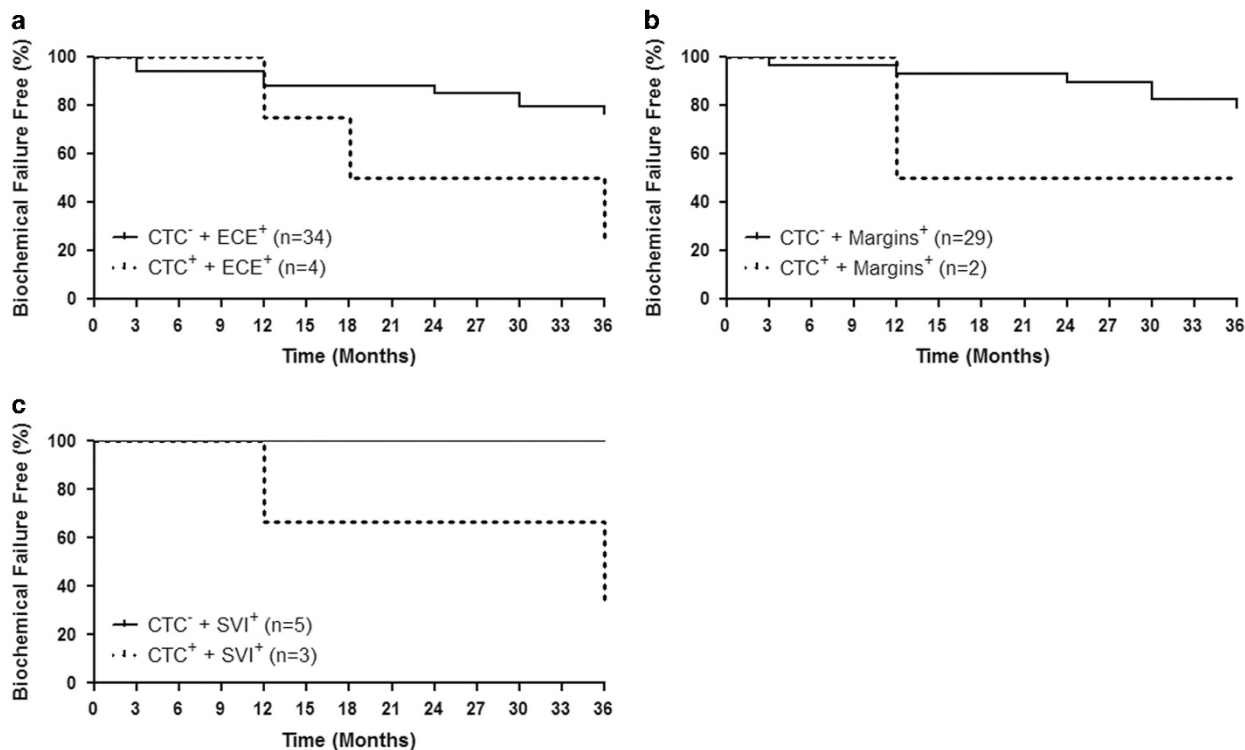 a
Biochemical Failure Free (%)
100
80
60
40
20
0
CTC⁻ + ECE⁺ (n=34)
CTC⁺ + ECE⁺ (n=4)
0 3 6 9 12 15 18 21 24 27 30 33 36
Time (Months)
b
Biochemical Failure Free (%)
100
80
60
40
20
0
CTC⁻ + Margins⁺ (n=29)
CTC⁺ + Margins⁺ (n=2)
0 3 6 9 12 15 18 21 24 27 30 33 36
Time (Months)
c
Biochemical Failure Free (%)
100
80
60
40
20
0
CTC⁻ + SVI⁺ (n=5)
CTC⁺ + SVI⁺ (n=3)
0 3 6 9 12 15 18 21 24 27 30 33 36
Time (Months)